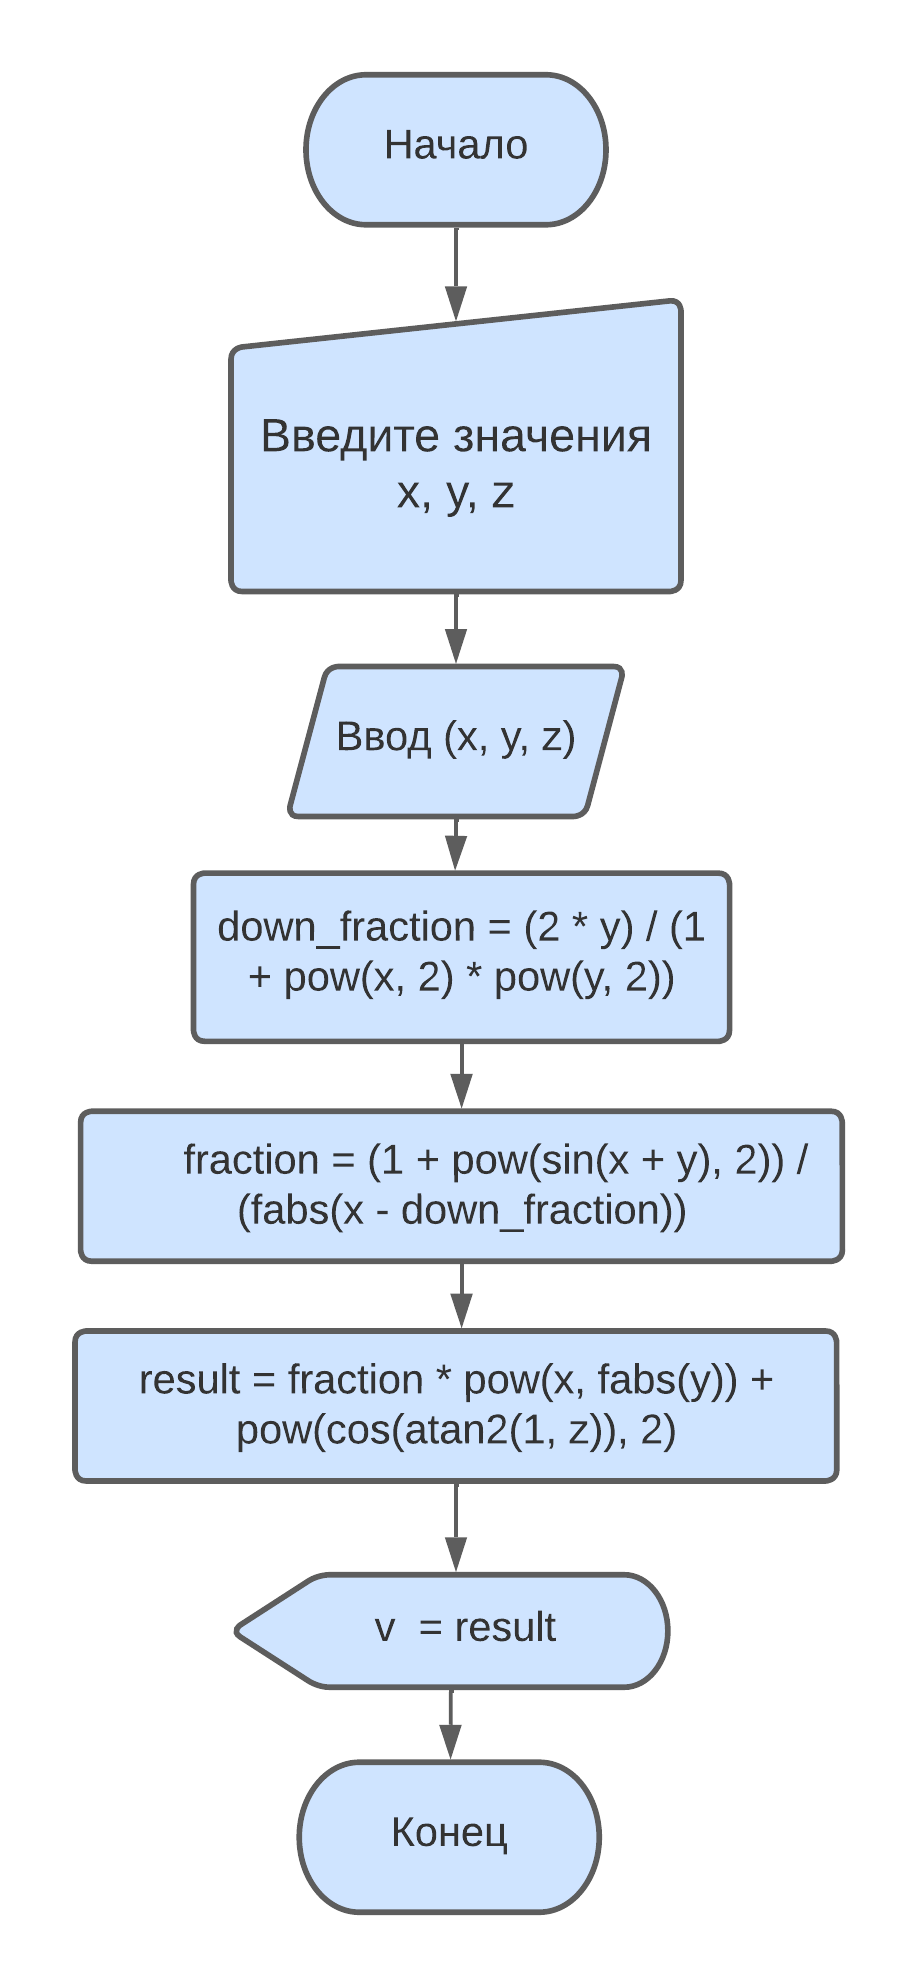 Начало
Введите значения
x, y, z
Ввод (x, y, z)
down_fraction = (2 * y) / (1
+ pow(x, 2) * pow(y, 2))
fraction = (1 + pow(sin(x + y), 2)) /
(fabs(x - down_fraction))
result = fraction * pow(x, fabs(y)) +
pow(cos(atan2(1, z)), 2)
v  = result
Конец